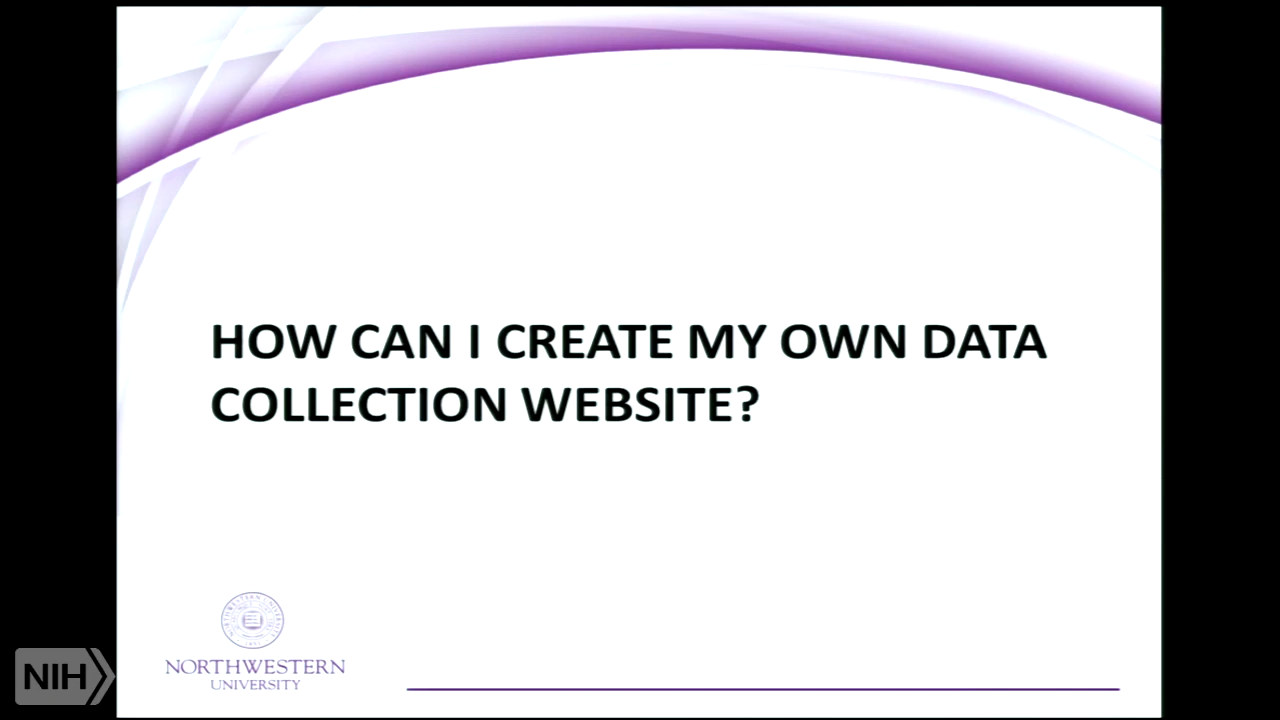 HOW CAN I CREATE MY OWN DATA
COLLECTION WEBSITE?
NORTHWESTERN
UNIVERSITY
NIH